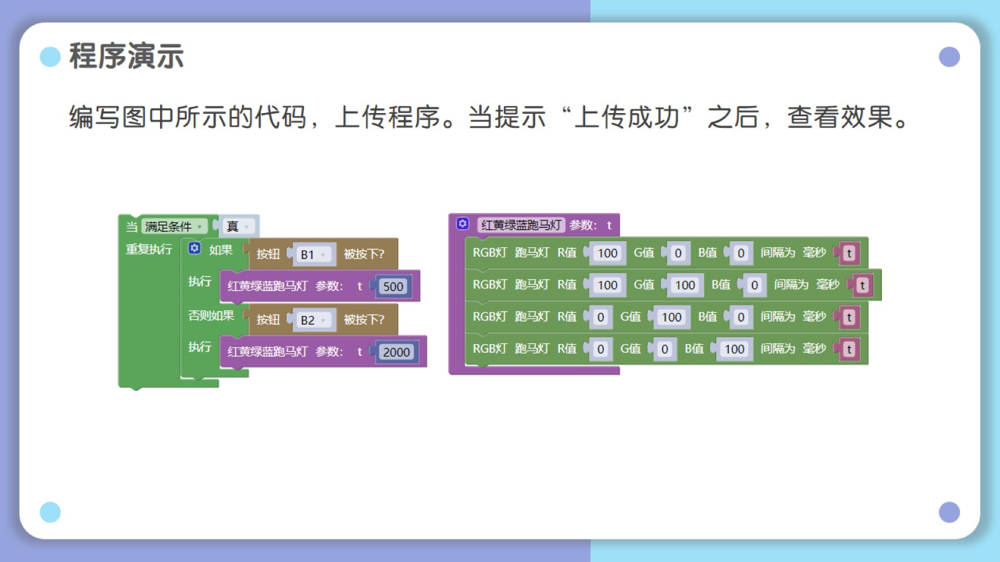 程序演示
编写图中所示的代码，上传程序。当提示“上传成功”之后，查看效果。
当 满足条件 真
重复执行 如果 按钮 B1 被按下?
执行 红黄绿蓝跑马灯 参数： t 500
否则如果 按钮 B2 被按下?
执行 红黄绿蓝跑马灯 参数： t 2000
红黄绿蓝跑马灯 参数： t
RGB灯 跑马灯 R值 100 G值 0 B值 0 间隔为 毫秒 t
RGB灯 跑马灯 R值 100 G值 100 B值 0 间隔为 毫秒 t
RGB灯 跑马灯 R值 0 G值 100 B值 0 间隔为 毫秒 t
RGB灯 跑马灯 R值 0 G值 0 B值 100 间隔为 毫秒 t